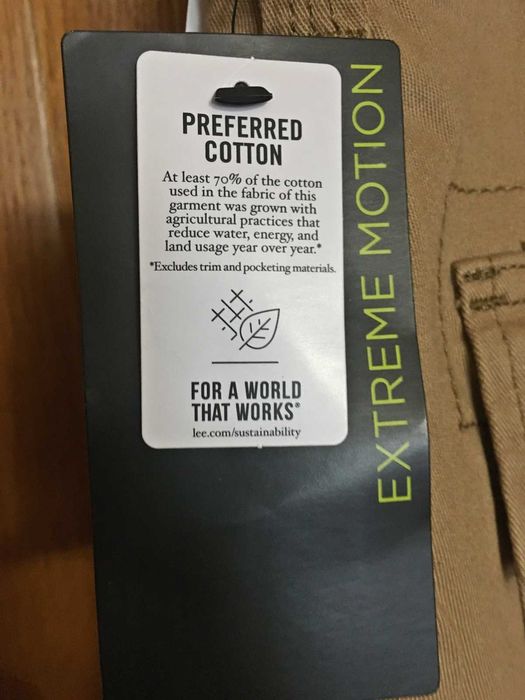 PREFERRED
COTTON
At least 70% of the cotton
used in the fabric of this
garment was grown with
agricultural practices that
reduce water, energy, and
land usage year over year.*
*Excludes trim and pocketing materials.
FOR A WORLD
THAT WORKS®
lee.com/sustainability
EXTREME MOTION